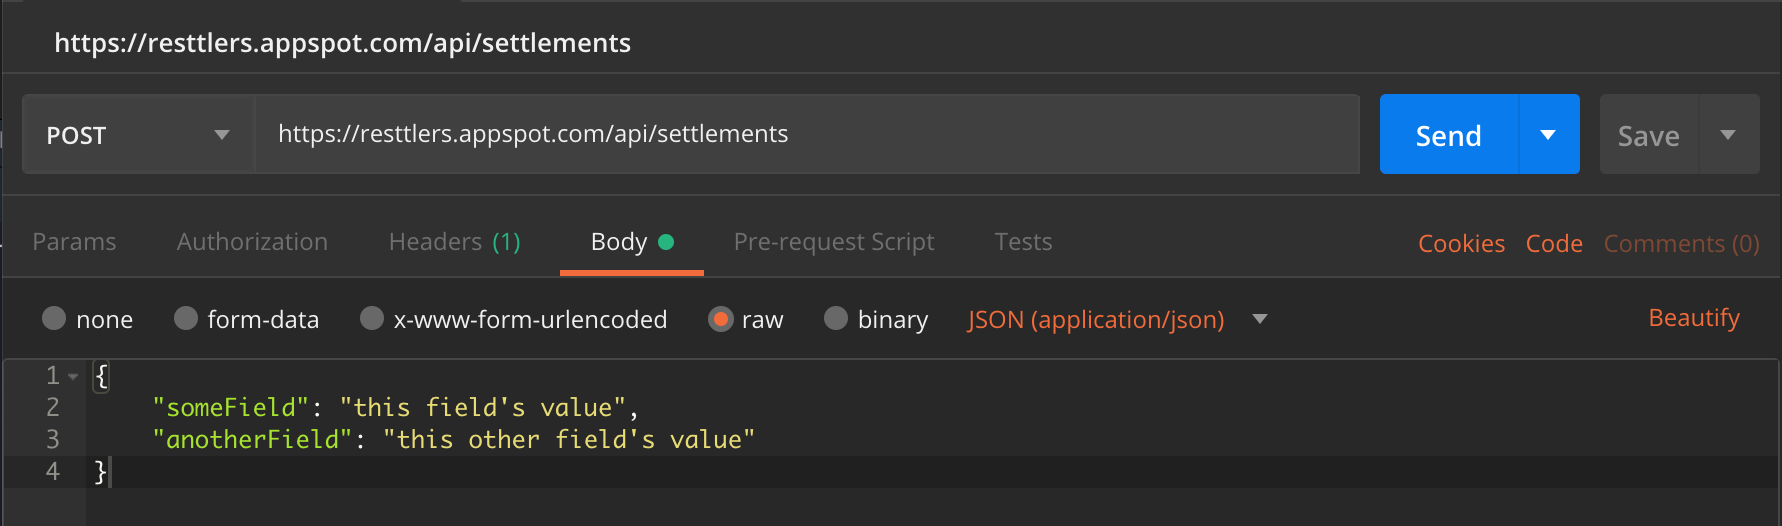 https://resttlers.appspot.com/api/settlements
POST https://resttlers.appspot.com/api/settlements Send Save
Params Authorization Headers (1) Body Pre-request Script Tests Cookies Code Comments (0)
none form-data x-www-form-urlencoded raw binary JSON (application/json) Beautify
1 {
2 "someField": "this field's value",
3 "anotherField": "this other field's value"
4 }